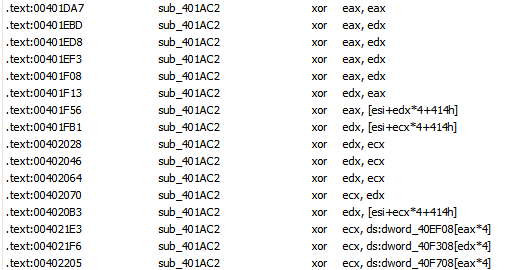 .text:00401DA7 sub_401AC2 xor eax, eax
.text:00401EBD sub_401AC2 xor eax, edx
.text:00401ED8 sub_401AC2 xor eax, edx
.text:00401EF3 sub_401AC2 xor eax, edx
.text:00401F08 sub_401AC2 xor eax, edx
.text:00401F13 sub_401AC2 xor edx, eax
.text:00401F56 sub_401AC2 xor eax, [esi+edx*4+414h]
.text:00401FB1 sub_401AC2 xor edx, [esi+ecx*4+414h]
.text:00402028 sub_401AC2 xor edx, ecx
.text:00402046 sub_401AC2 xor edx, ecx
.text:00402064 sub_401AC2 xor edx, ecx
.text:00402070 sub_401AC2 xor ecx, edx
.text:004020B3 sub_401AC2 xor edx, [esi+ecx*4+414h]
.text:004021E3 sub_401AC2 xor ecx, ds:dword_40EF08[eax*4]
.text:004021F6 sub_401AC2 xor ecx, ds:dword_40F308[edx*4]
.text:00402205 sub_401AC2 xor ecx, ds:dword_40F708[eax*4]